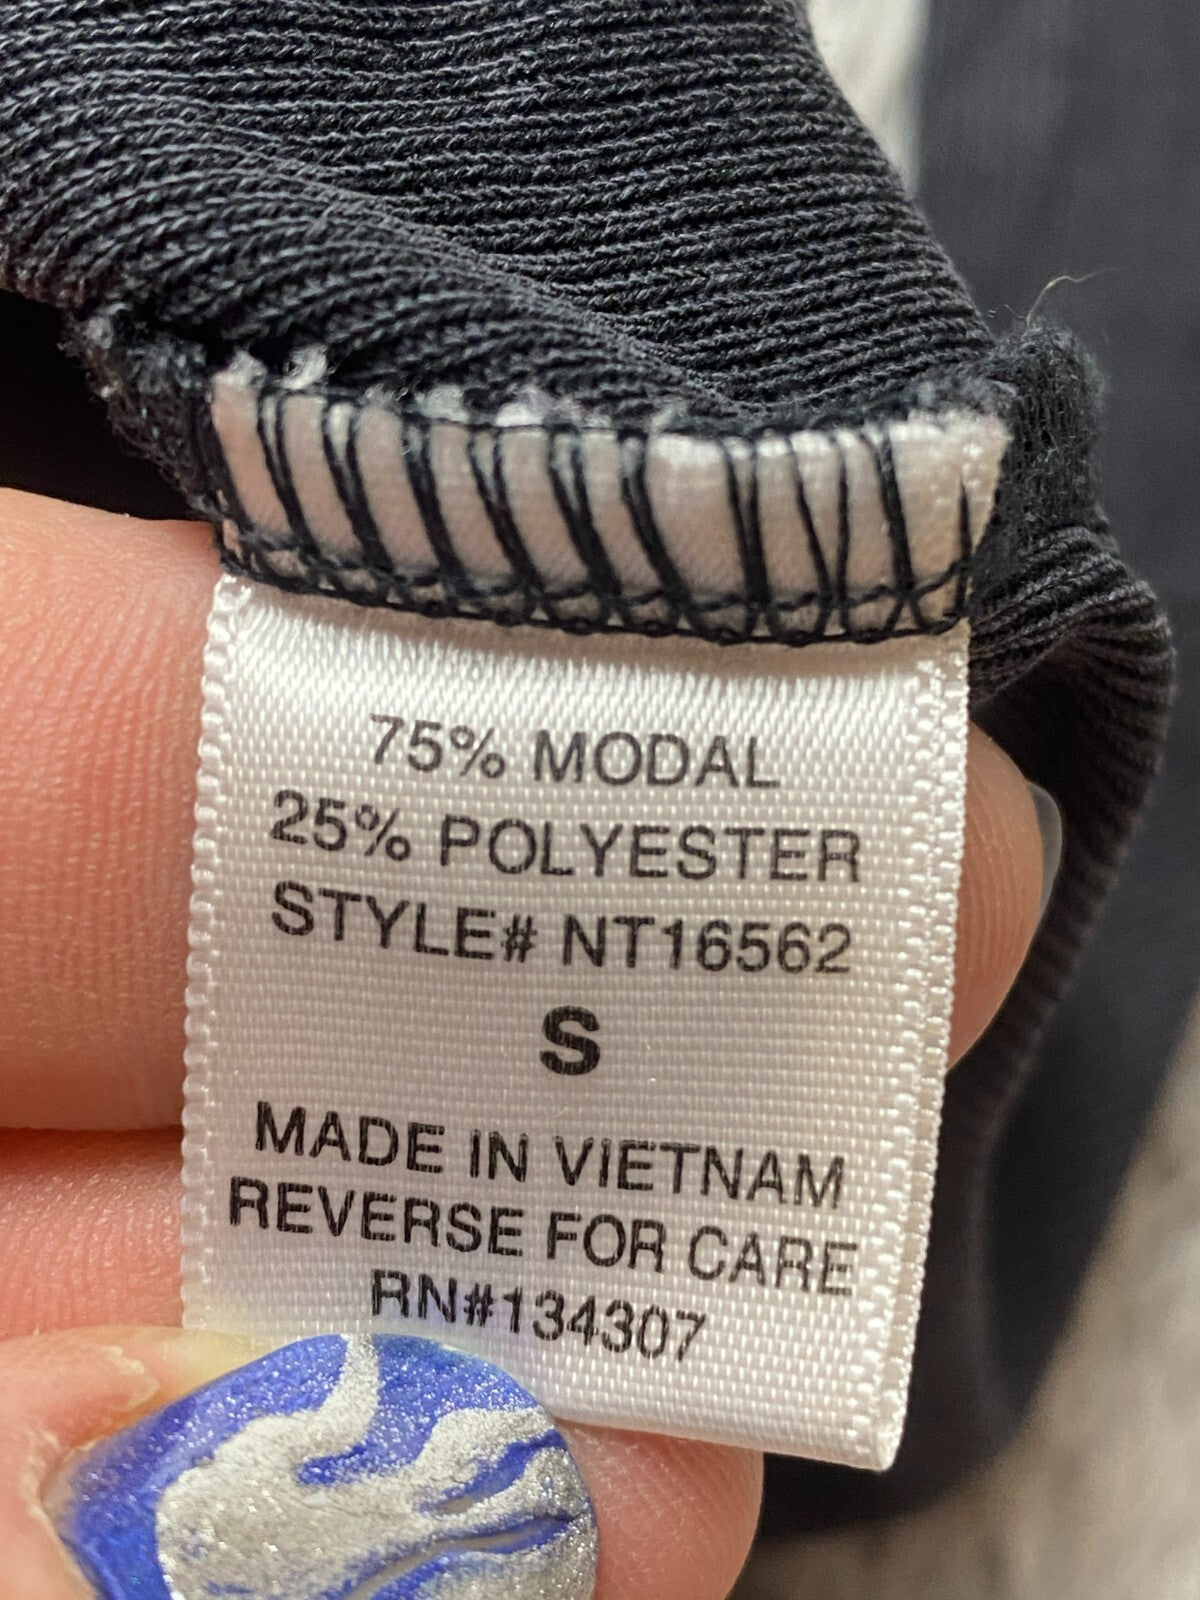 75% MODAL
25% POLYESTER
STYLE# NT16562
S
MADE IN VIETNAM
REVERSE FOR CARE
RN#134307